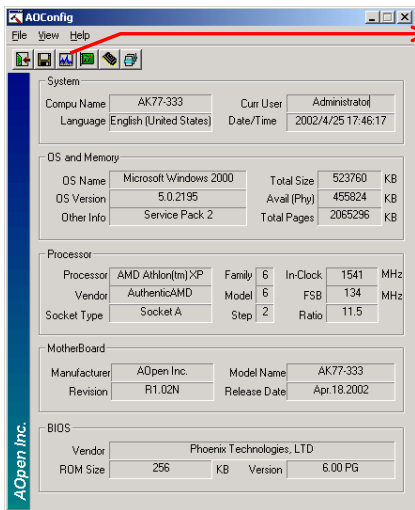 AOConfig
File View Help
System
Compu Name AK77-333 Curr User Administrator
Language English (United States) Date/Time 2002/4/25 17:46:17
OS and Memory
OS Name Microsoft Windows 2000 Total Size 523760 KB
OS Version 5.0.2195 Avail (Phy) 455824 KB
Other Info Service Pack 2 Total Pages 2065296 KB
Processor
Processor AMD Athlon(tm) XP Family 6 In-Clock 1541 MHz
Vendor AuthenticAMD Model 6 FSB 134 MHz
Socket Type Socket A Step 2 Ratio 11.5
MotherBoard
Manufacturer AOpen Inc. Model Name AK77-333
Revision R1.02N Release Date Apr.18.2002
BIOS
Vendor Phoenix Technologies, LTD
ROM Size 256 KB Version 6.00 PG
AOpen Inc.